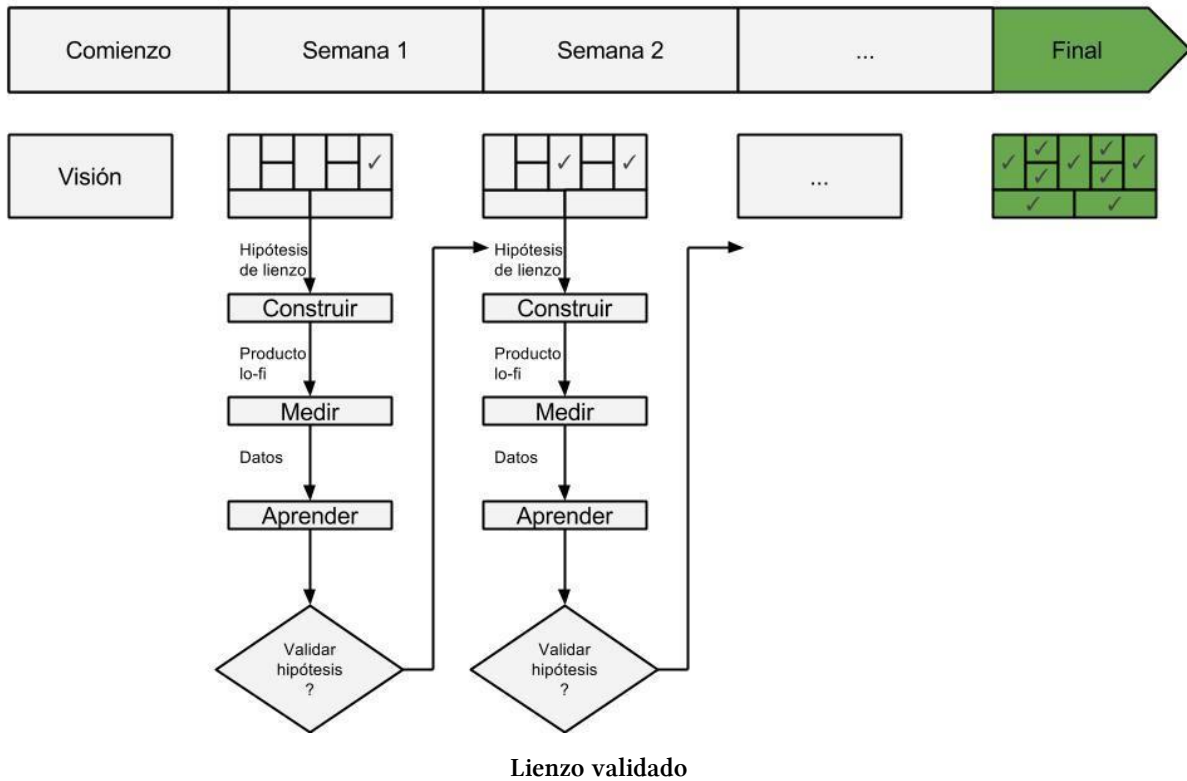 Comienzo
Semana 1
Semana 2
...
Final
Visión
✓
✓
✓
...
✓
✓
✓
✓
✓
✓
✓
✓
✓
Hipótesis
de lienzo
Construir
Producto
lo-fi
Medir
Datos
Aprender
Validar
hipótesis
?
Hipótesis
de lienzo
Construir
Producto
lo-fi
Medir
Datos
Aprender
Validar
hipótesis
?
Lienzo validado